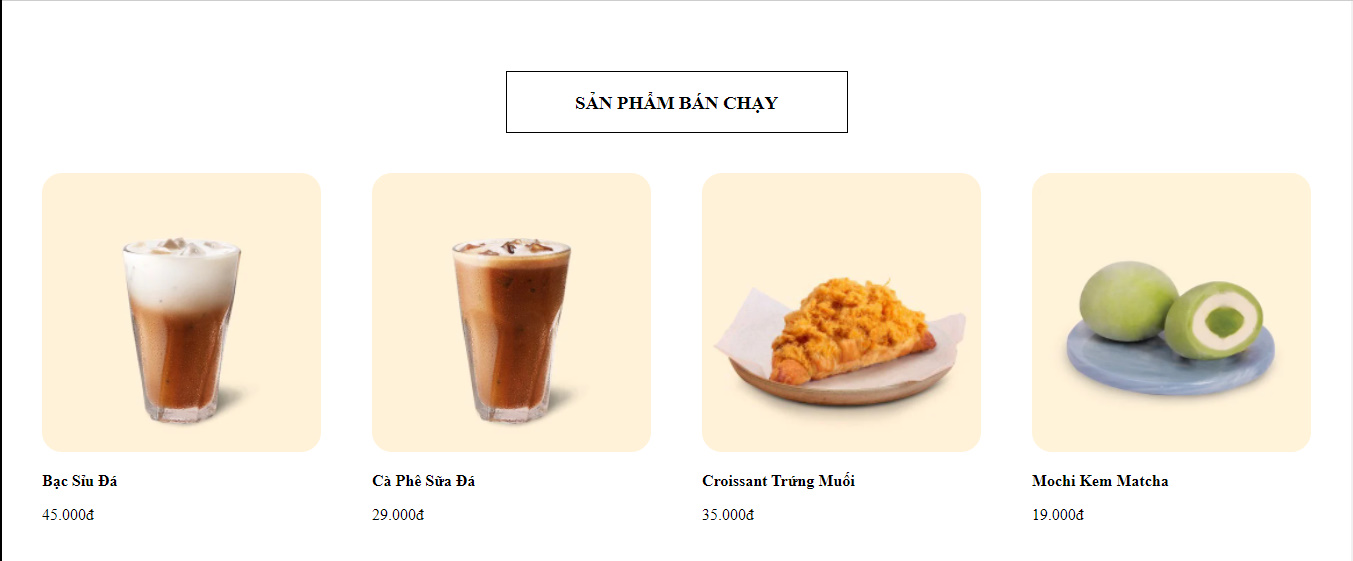 SẢN PHẨM BÁN CHẠY
Bạc Sỉu Đá
45.000đ
Cà Phê Sữa Đá
29.000đ
Croissant Trứng Muối
35.000đ
Mochi Kem Matcha
19.000đ